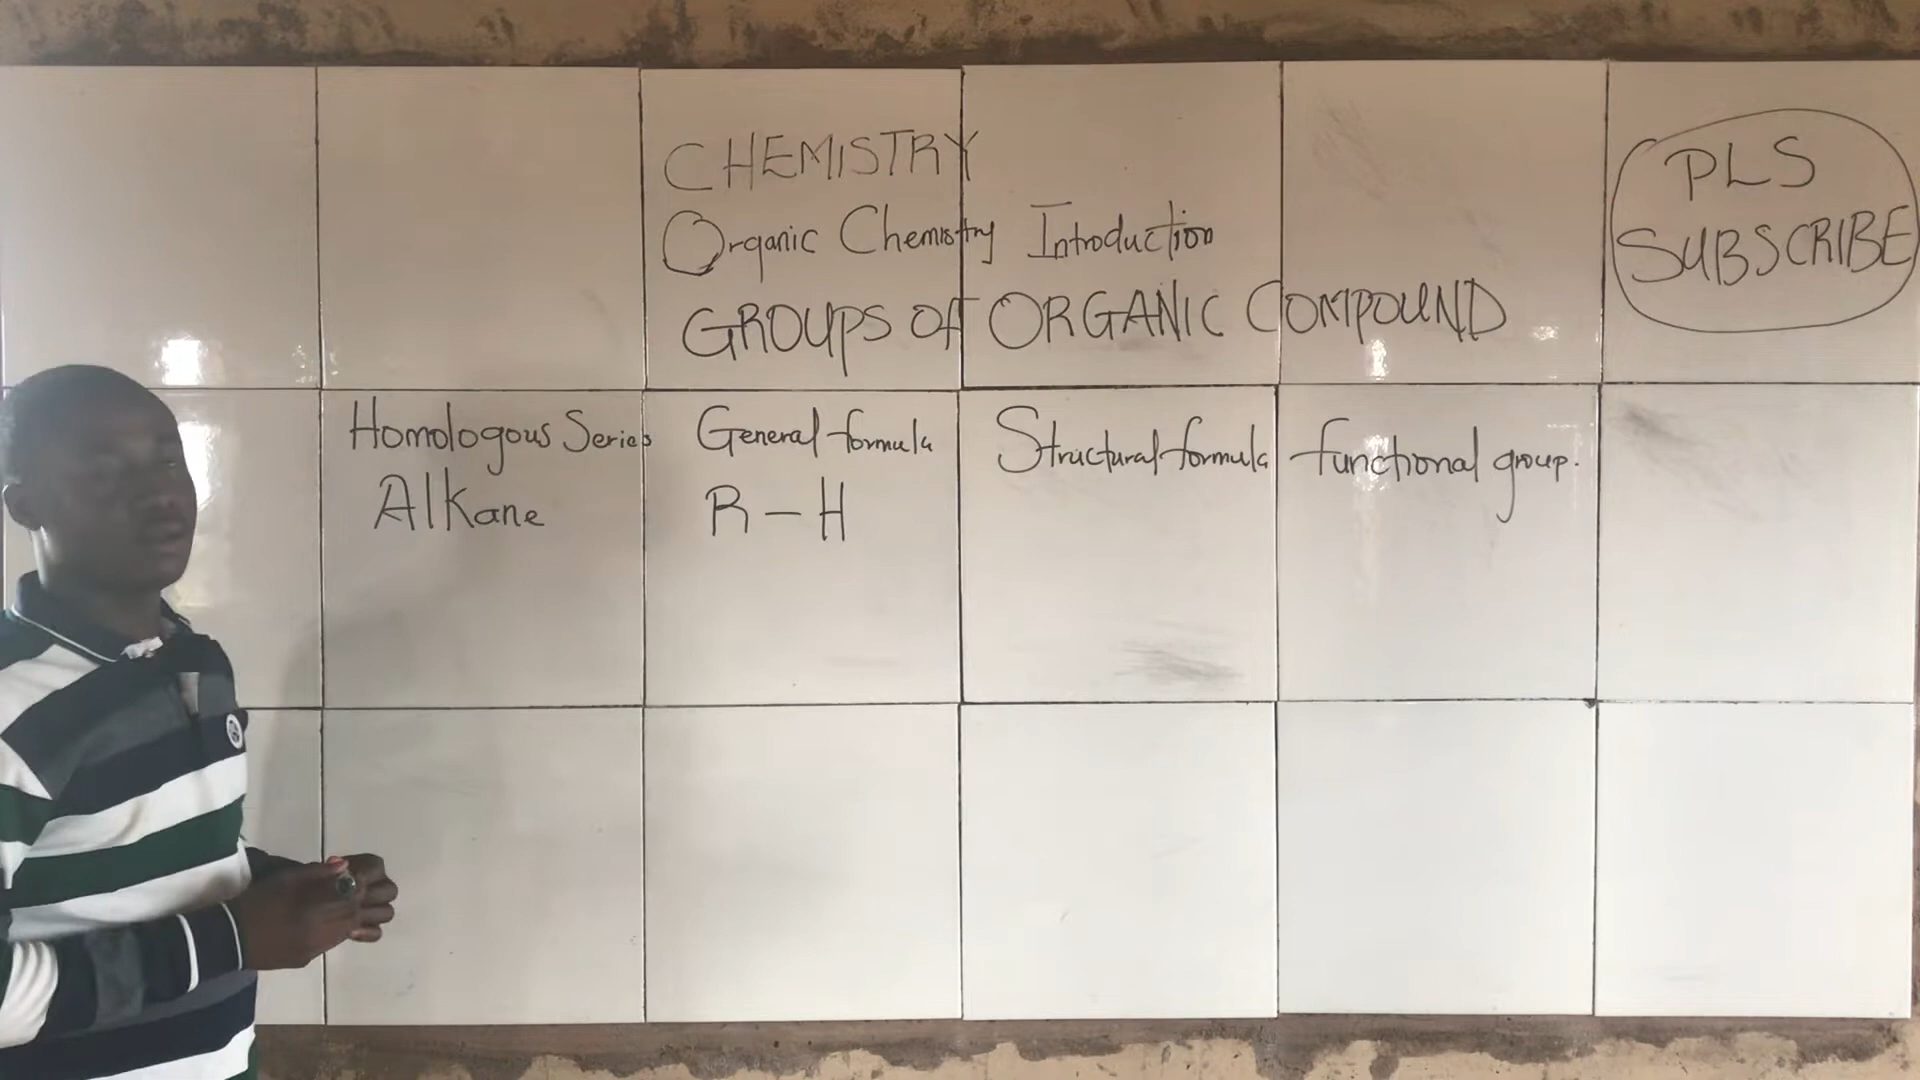 CHEMISTRY
Organic Chemistry Introduction
GROUPS Of ORGANIC COMPOUND
PLS
SUBSCRIBE
Homologous Series General formula Structural formula functional group.
Alkane R-H